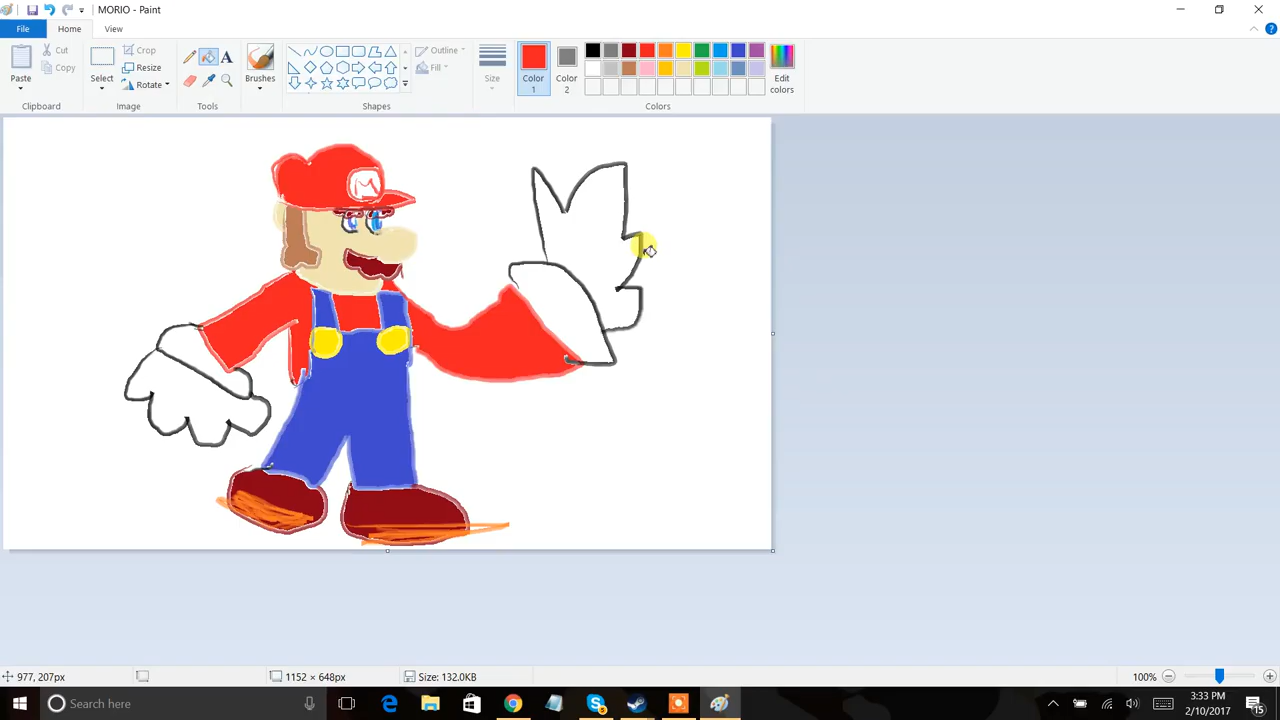 MORIO - Paint
File Home View
Paste
Cut
Copy
Clipboard
Select
Crop
Resize
Rotate
Image
A
Tools
Brushes
Outline
Fill
Shapes
Size
Color 1
Color 2
Edit colors
Colors
M
977, 207px
1152 × 648px
Size: 132.0KB
100%
Search here
3:33 PM
2/10/2017
15